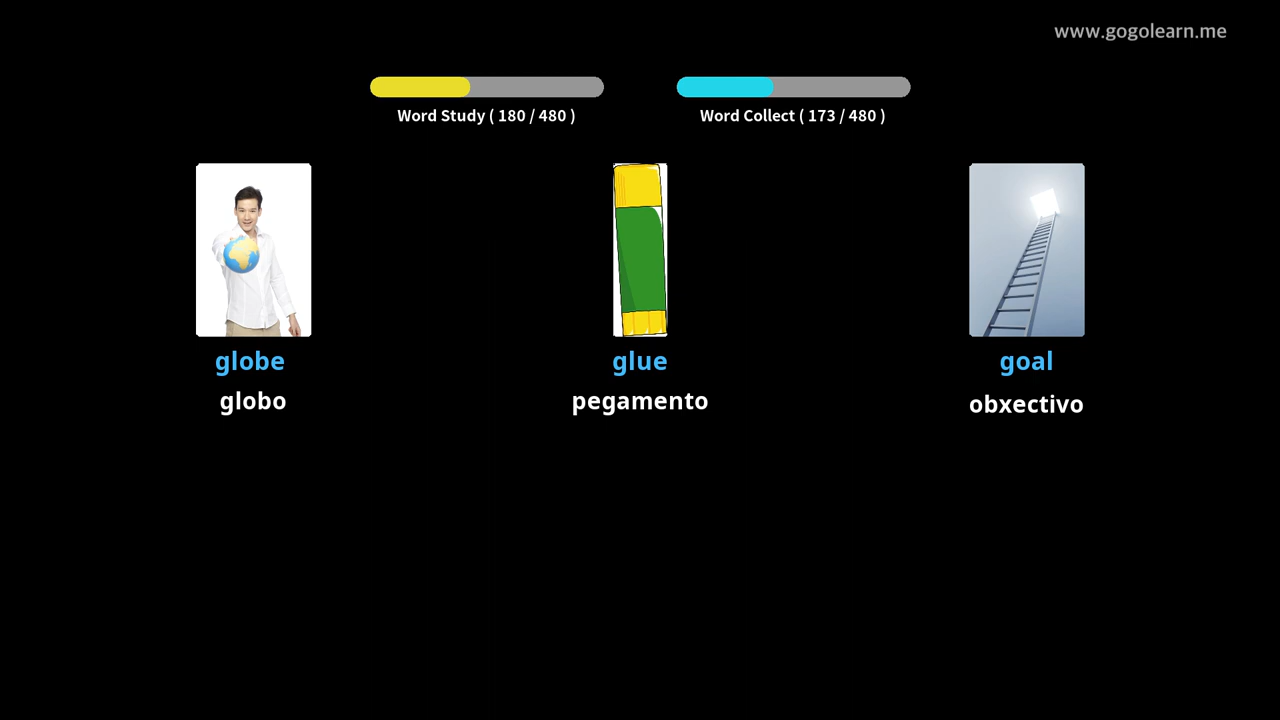 www.gogolearn.me
Word Study ( 180 / 480 )
Word Collect ( 173 / 480 )
globe
glue
goal
globo
pegamento
obxectivo